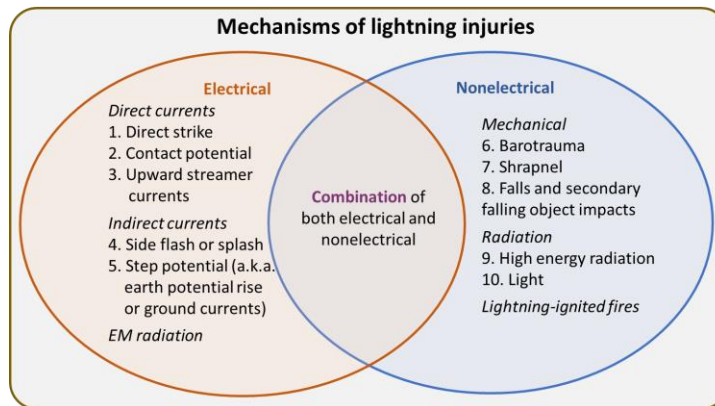 Mechanisms of lightning injuries
Electrical
Direct currents
1. Direct strike
2. Contact potential
3. Upward streamer
currents
Indirect currents
4. Side flash or splash
5. Step potential (a.k.a.
earth potential rise
or ground currents)
EM radiation
Combination of
both electrical and
nonelectrical
Nonelectrical
Mechanical
6. Barotrauma
7. Shrapnel
8. Falls and secondary
falling object impacts
Radiation
9. High energy radiation
10. Light
Lightning-ignited fires